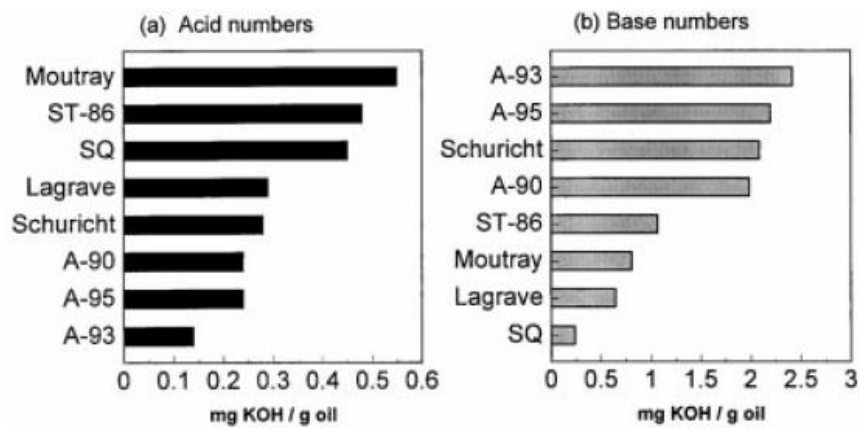 (a) Acid numbers
Moutray
ST-86
SQ
Lagrave
Schuricht
A-90
A-95
A-93
0 0.1 0.2 0.3 0.4 0.5 0.6
mg KOH / g oil
(b) Base numbers
A-93
A-95
Schuricht
A-90
ST-86
Moutray
Lagrave
SQ
0 0.5 1 1.5 2 2.5 3
mg KOH / g oil